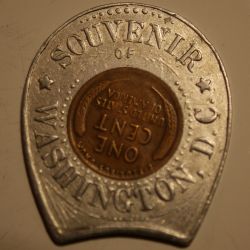 SOUVENIR
OF
WASHINGTON, D.C.
ONE
CENT
UNITED STATES
OF AMERICA